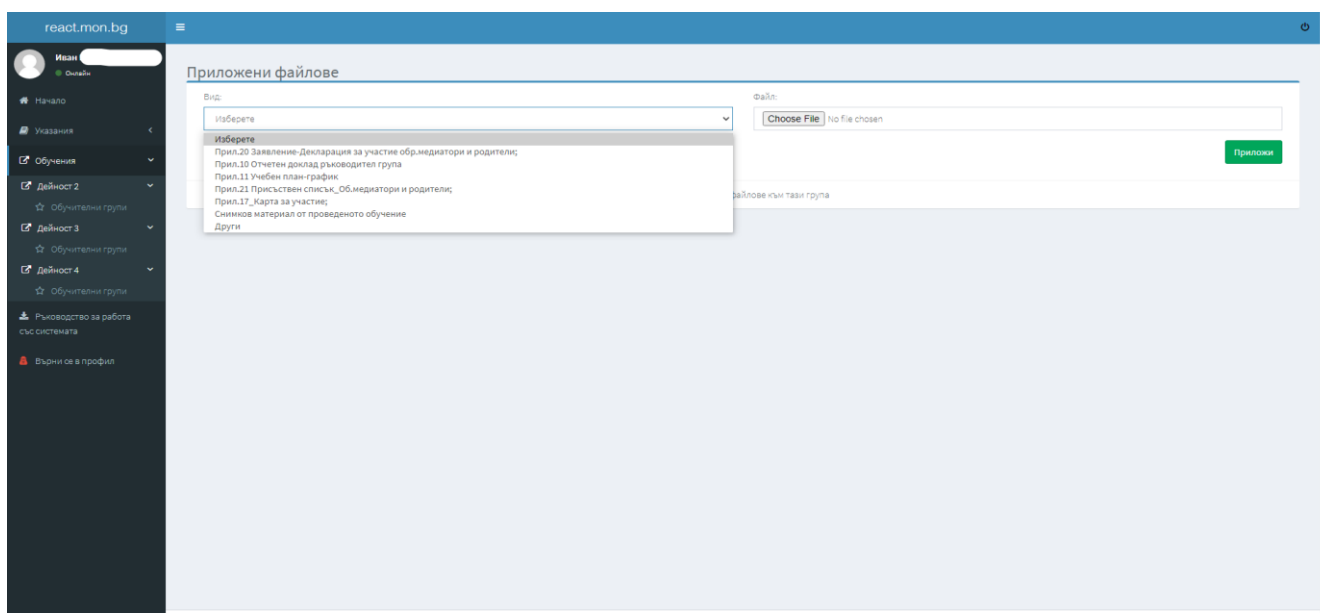 react.mon.bg
Иван
Онлайн
Начало
Указания
Обучения
Дейност 2
Обучителни групи
Дейност 3
Обучителни групи
Дейност 4
Обучителни групи
Ръководство за работа
със системата
Върни се в профил
Приложени файлове
Вид:
Изберете
Изберете
Прил.20 Заявление-Декларация за участие обр.медиатори и родители;
Прил.10 Отчетен доклад ръководител група
Прил.11 Учебен план-график
Прил.21 Присъствен списък_Об.медиатори и родители;
Прил.17_Карта за участие;
Снимков материал от проведеното обучение
Други
Файл:
Choose File No file chosen
Приложи
файлове към тази група